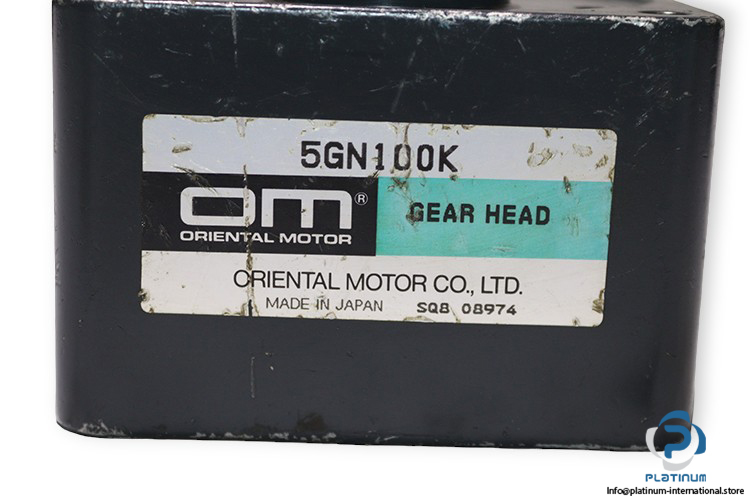 5GN100K
OM®
ORIENTAL MOTOR
GEAR HEAD
ORIENTAL MOTOR CO., LTD.
MADE IN JAPAN SQ8 08974
PLATINUM
Info@platinum-international.store